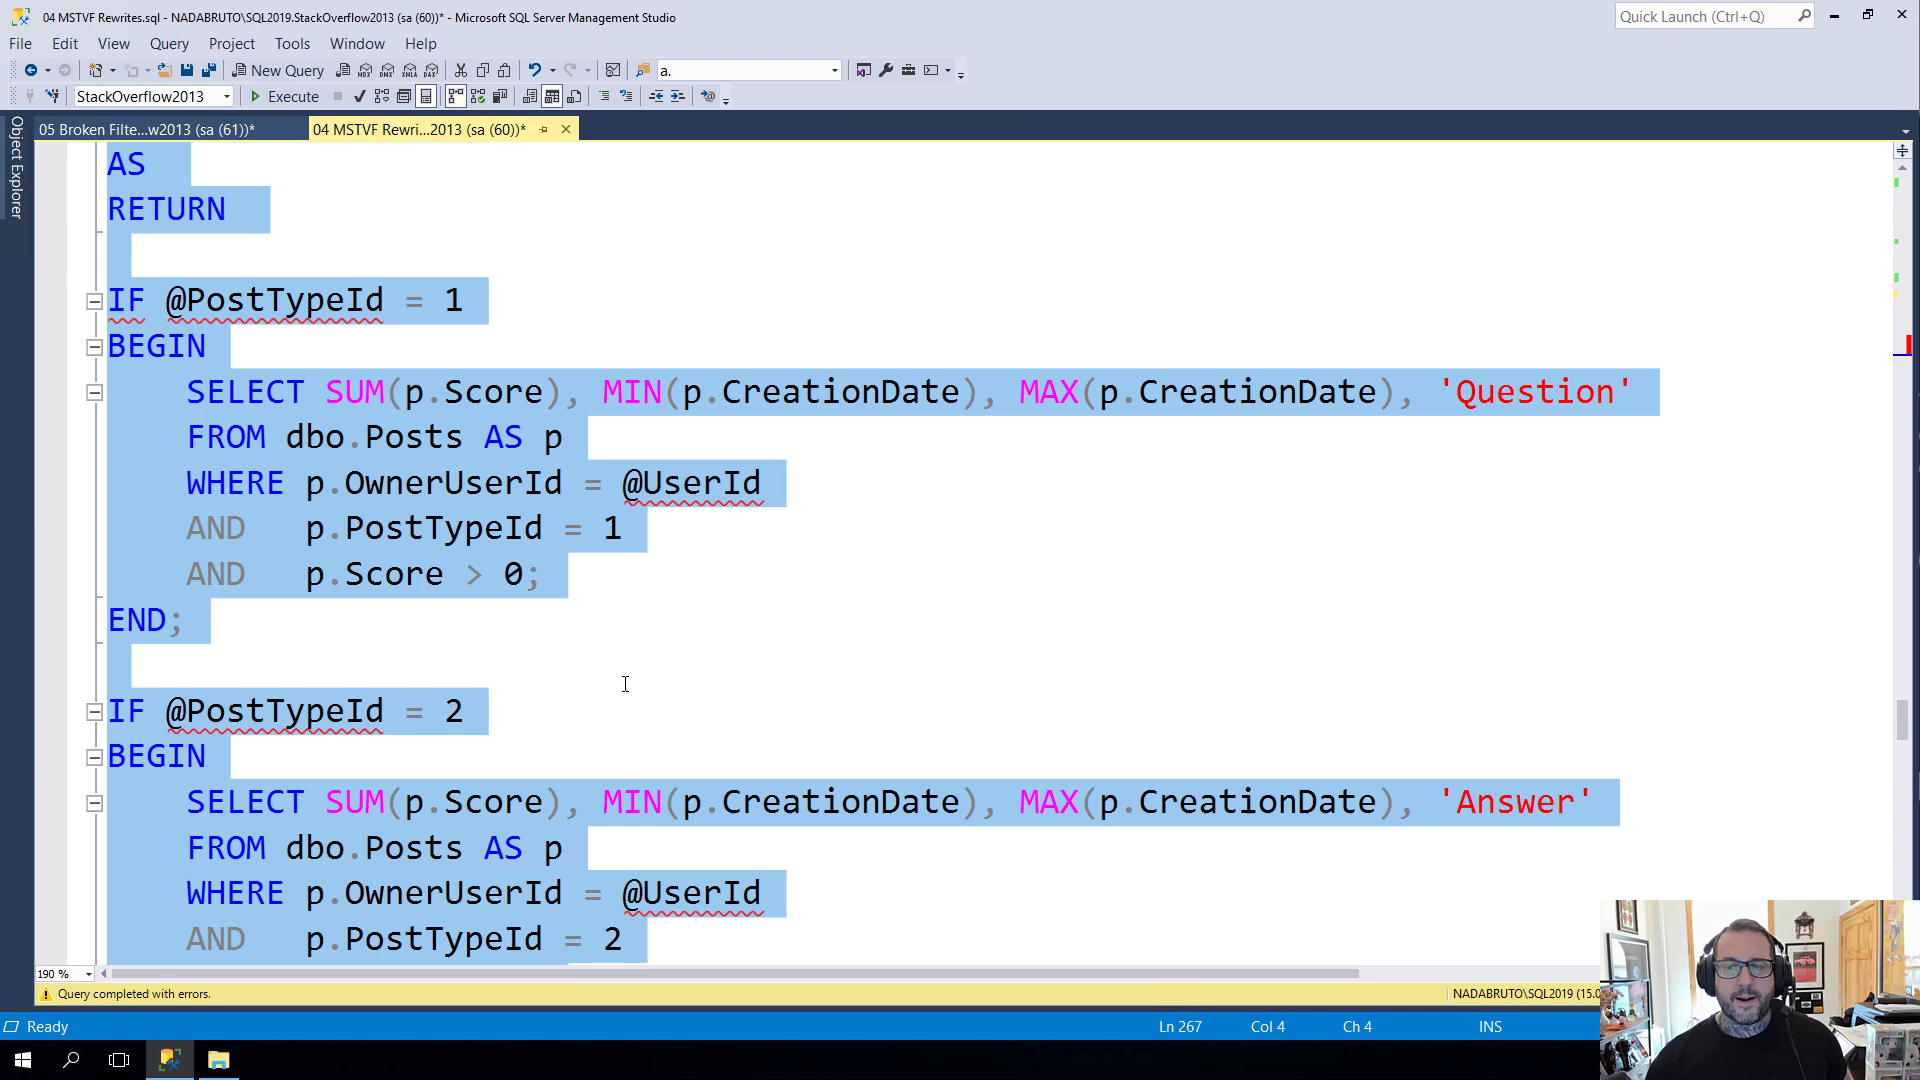 04 MSTVF Rewrites.sql - NADABRUTO\SQL2019.StackOverflow2013 (sa (60))* - Microsoft SQL Server Management Studio
Quick Launch (Ctrl+Q)
File Edit View Query Project Tools Window Help
New Query
MDX DMX XMLA DAX
a.
StackOverflow2013
Execute
05 Broken Filte...w2013 (sa (61))*
04 MSTVF Rewri...2013 (sa (60))*
Object Explorer
AS
RETURN
IF @PostTypeId = 1
BEGIN
SELECT SUM(p.Score), MIN(p.CreationDate), MAX(p.CreationDate), 'Question'
FROM dbo.Posts AS p
WHERE p.OwnerUserId = @UserId
AND p.PostTypeId = 1
AND p.Score > 0;
END;
IF @PostTypeId = 2
BEGIN
SELECT SUM(p.Score), MIN(p.CreationDate), MAX(p.CreationDate), 'Answer'
FROM dbo.Posts AS p
WHERE p.OwnerUserId = @UserId
AND p.PostTypeId = 2
190 %
Query completed with errors.
NADABRUTO\SQL2019 (15.0
Ready
Ln 267
Col 4
Ch 4
INS